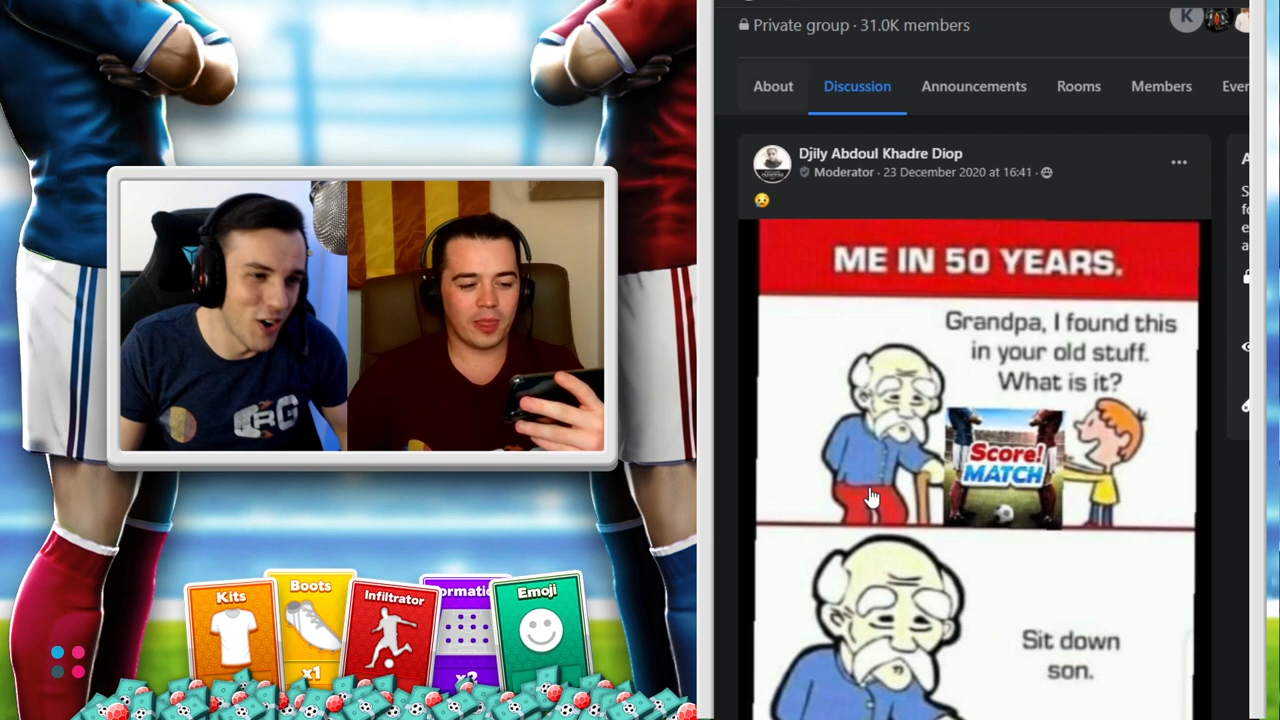 Private group · 31.0K members
K
About
Discussion
Announcements
Rooms
Members
Djily Abdoul Khadre Diop
Moderator · 23 December 2020 at 16:41 ·
ME IN 50 YEARS.
Grandpa, I found this
in your old stuff.
What is it?
Score!
MATCH
Sit down
son.
Kits
Boots
x1
Infiltrator
Emoji